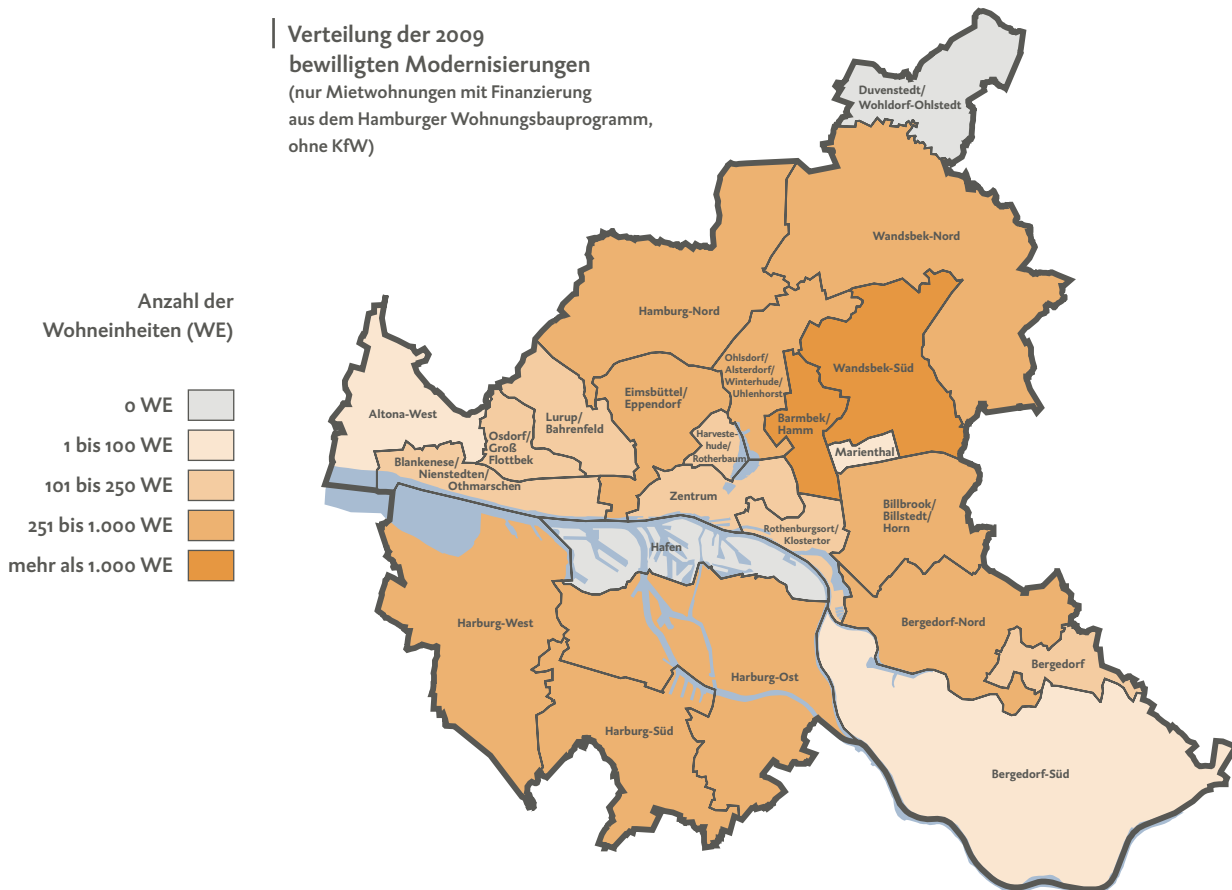 Verteilung der 2009
bewilligten Modernisierungen
(nur Mietwohnungen mit Finanzierung
aus dem Hamburger Wohnungsbauprogramm,
ohne KfW)
Anzahl der
Wohneinheiten (WE)
0 WE
1 bis 100 WE
101 bis 250 WE
251 bis 1.000 WE
mehr als 1.000 WE
Duvenstedt/
Wohldorf-Ohlstedt
Wandsbek-Nord
Hamburg-Nord
Ohlsdorf/
Alsterdorf/
Winterhude/
Uhlenhorst
Wandsbek-Süd
Eimsbüttel/
Eppendorf
Altona-West
Lurup/
Bahrenfeld
Osdorf/
Groß
Flottbek
Barmbek/
Hamm
Harveste-
hude/
Rotherbaum
Marienthal
Blankenese/
Nienstedten/
Othmarschen
Zentrum
Billbrook/
Billstedt/
Horn
Rothenburgsort/
Klostertor
Hafen
Harburg-West
Bergedorf-Nord
Bergedorf
Harburg-Ost
Harburg-Süd
Bergedorf-Süd